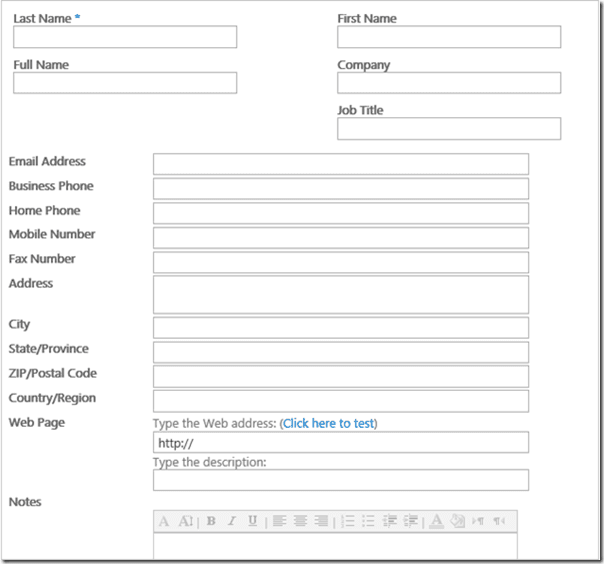 Last Name * First Name
Full Name Company
Job Title
Email Address
Business Phone
Home Phone
Mobile Number
Fax Number
Address
City
State/Province
ZIP/Postal Code
Country/Region
Web Page Type the Web address: (Click here to test)
http://
Type the description:
Notes
A AI B I U A